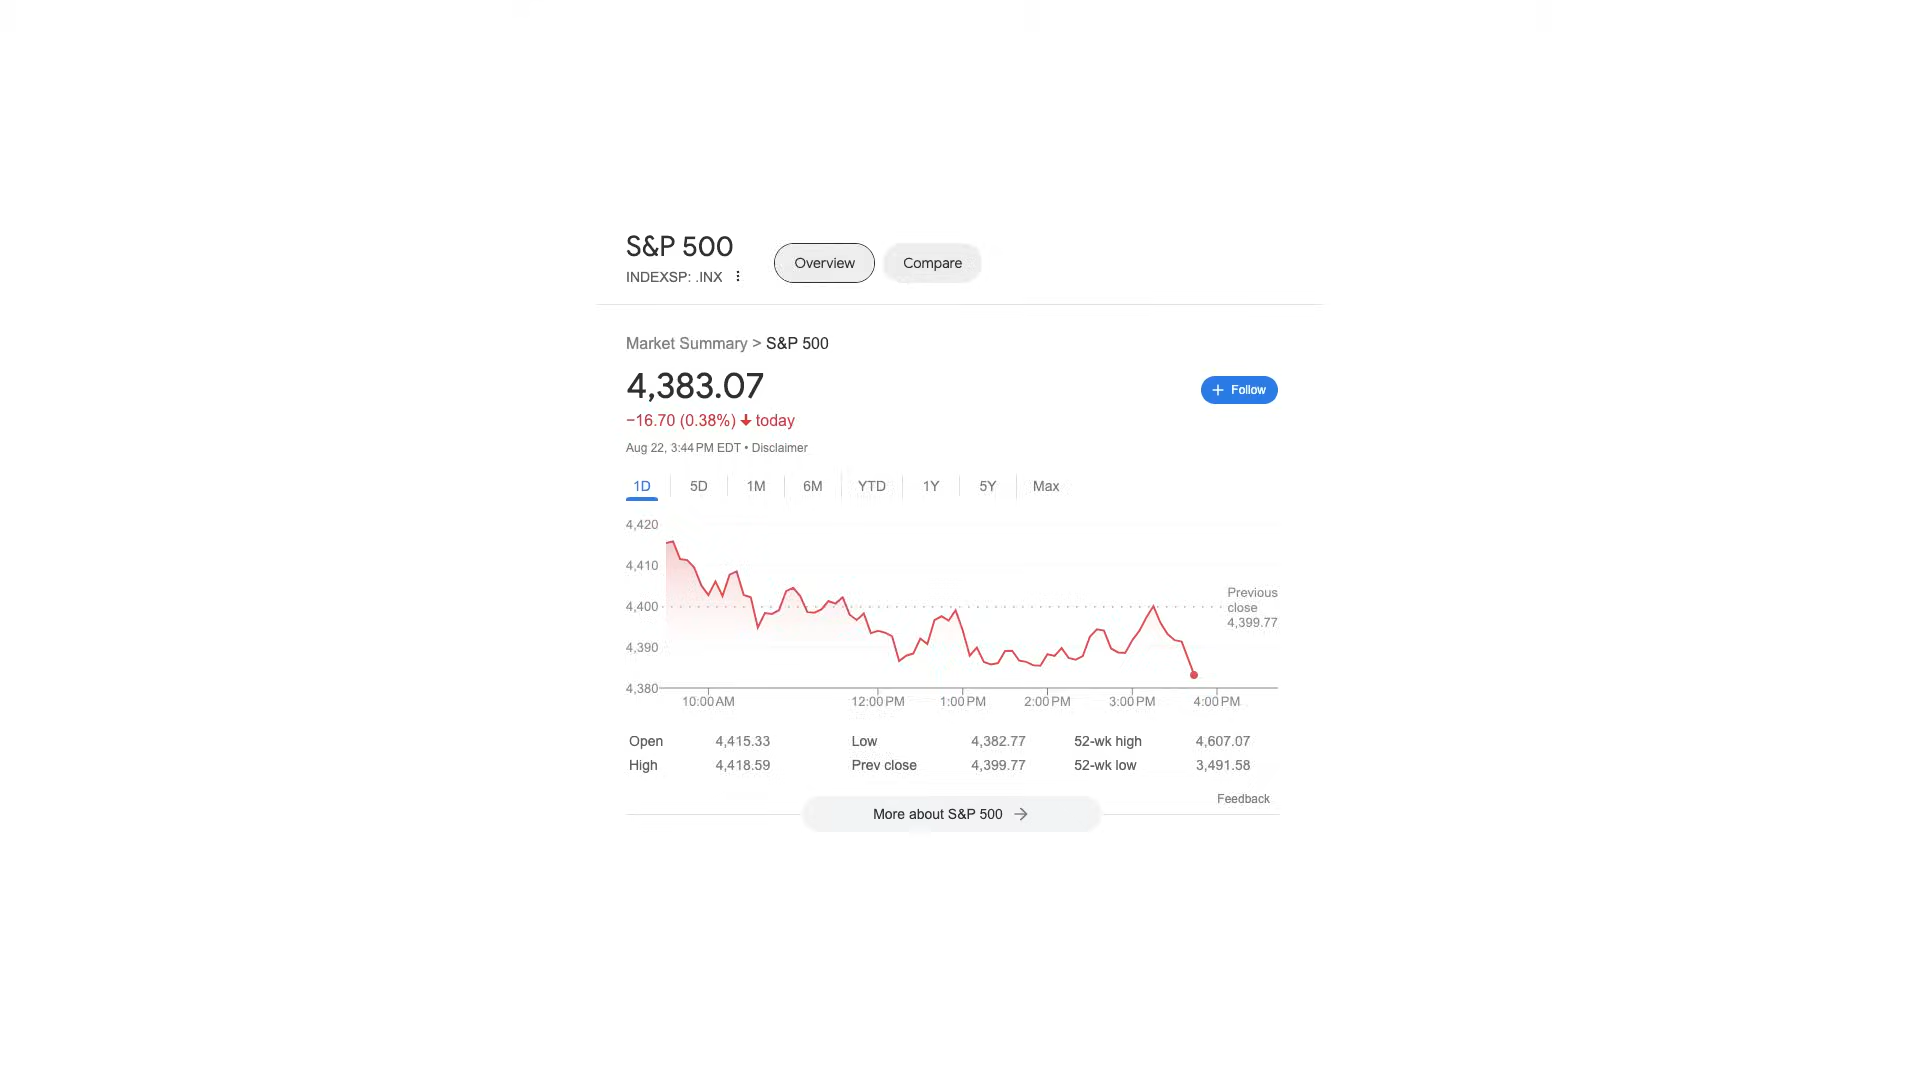 S&P 500
INDEXSP: .INX
Overview
Compare
Market Summary > S&P 500
4,383.07
+ Follow
−16.70 (0.38%) ↓ today
Aug 22, 3:44 PM EDT • Disclaimer
1D 5D 1M 6M YTD 1Y 5Y Max
4,420
4,410
4,400
4,390
4,380
Previous
close
4,399.77
10:00 AM 12:00 PM 1:00 PM 2:00 PM 3:00 PM 4:00 PM
Open 4,415.33 Low 4,382.77 52-wk high 4,607.07
High 4,418.59 Prev close 4,399.77 52-wk low 3,491.58
Feedback
More about S&P 500 →